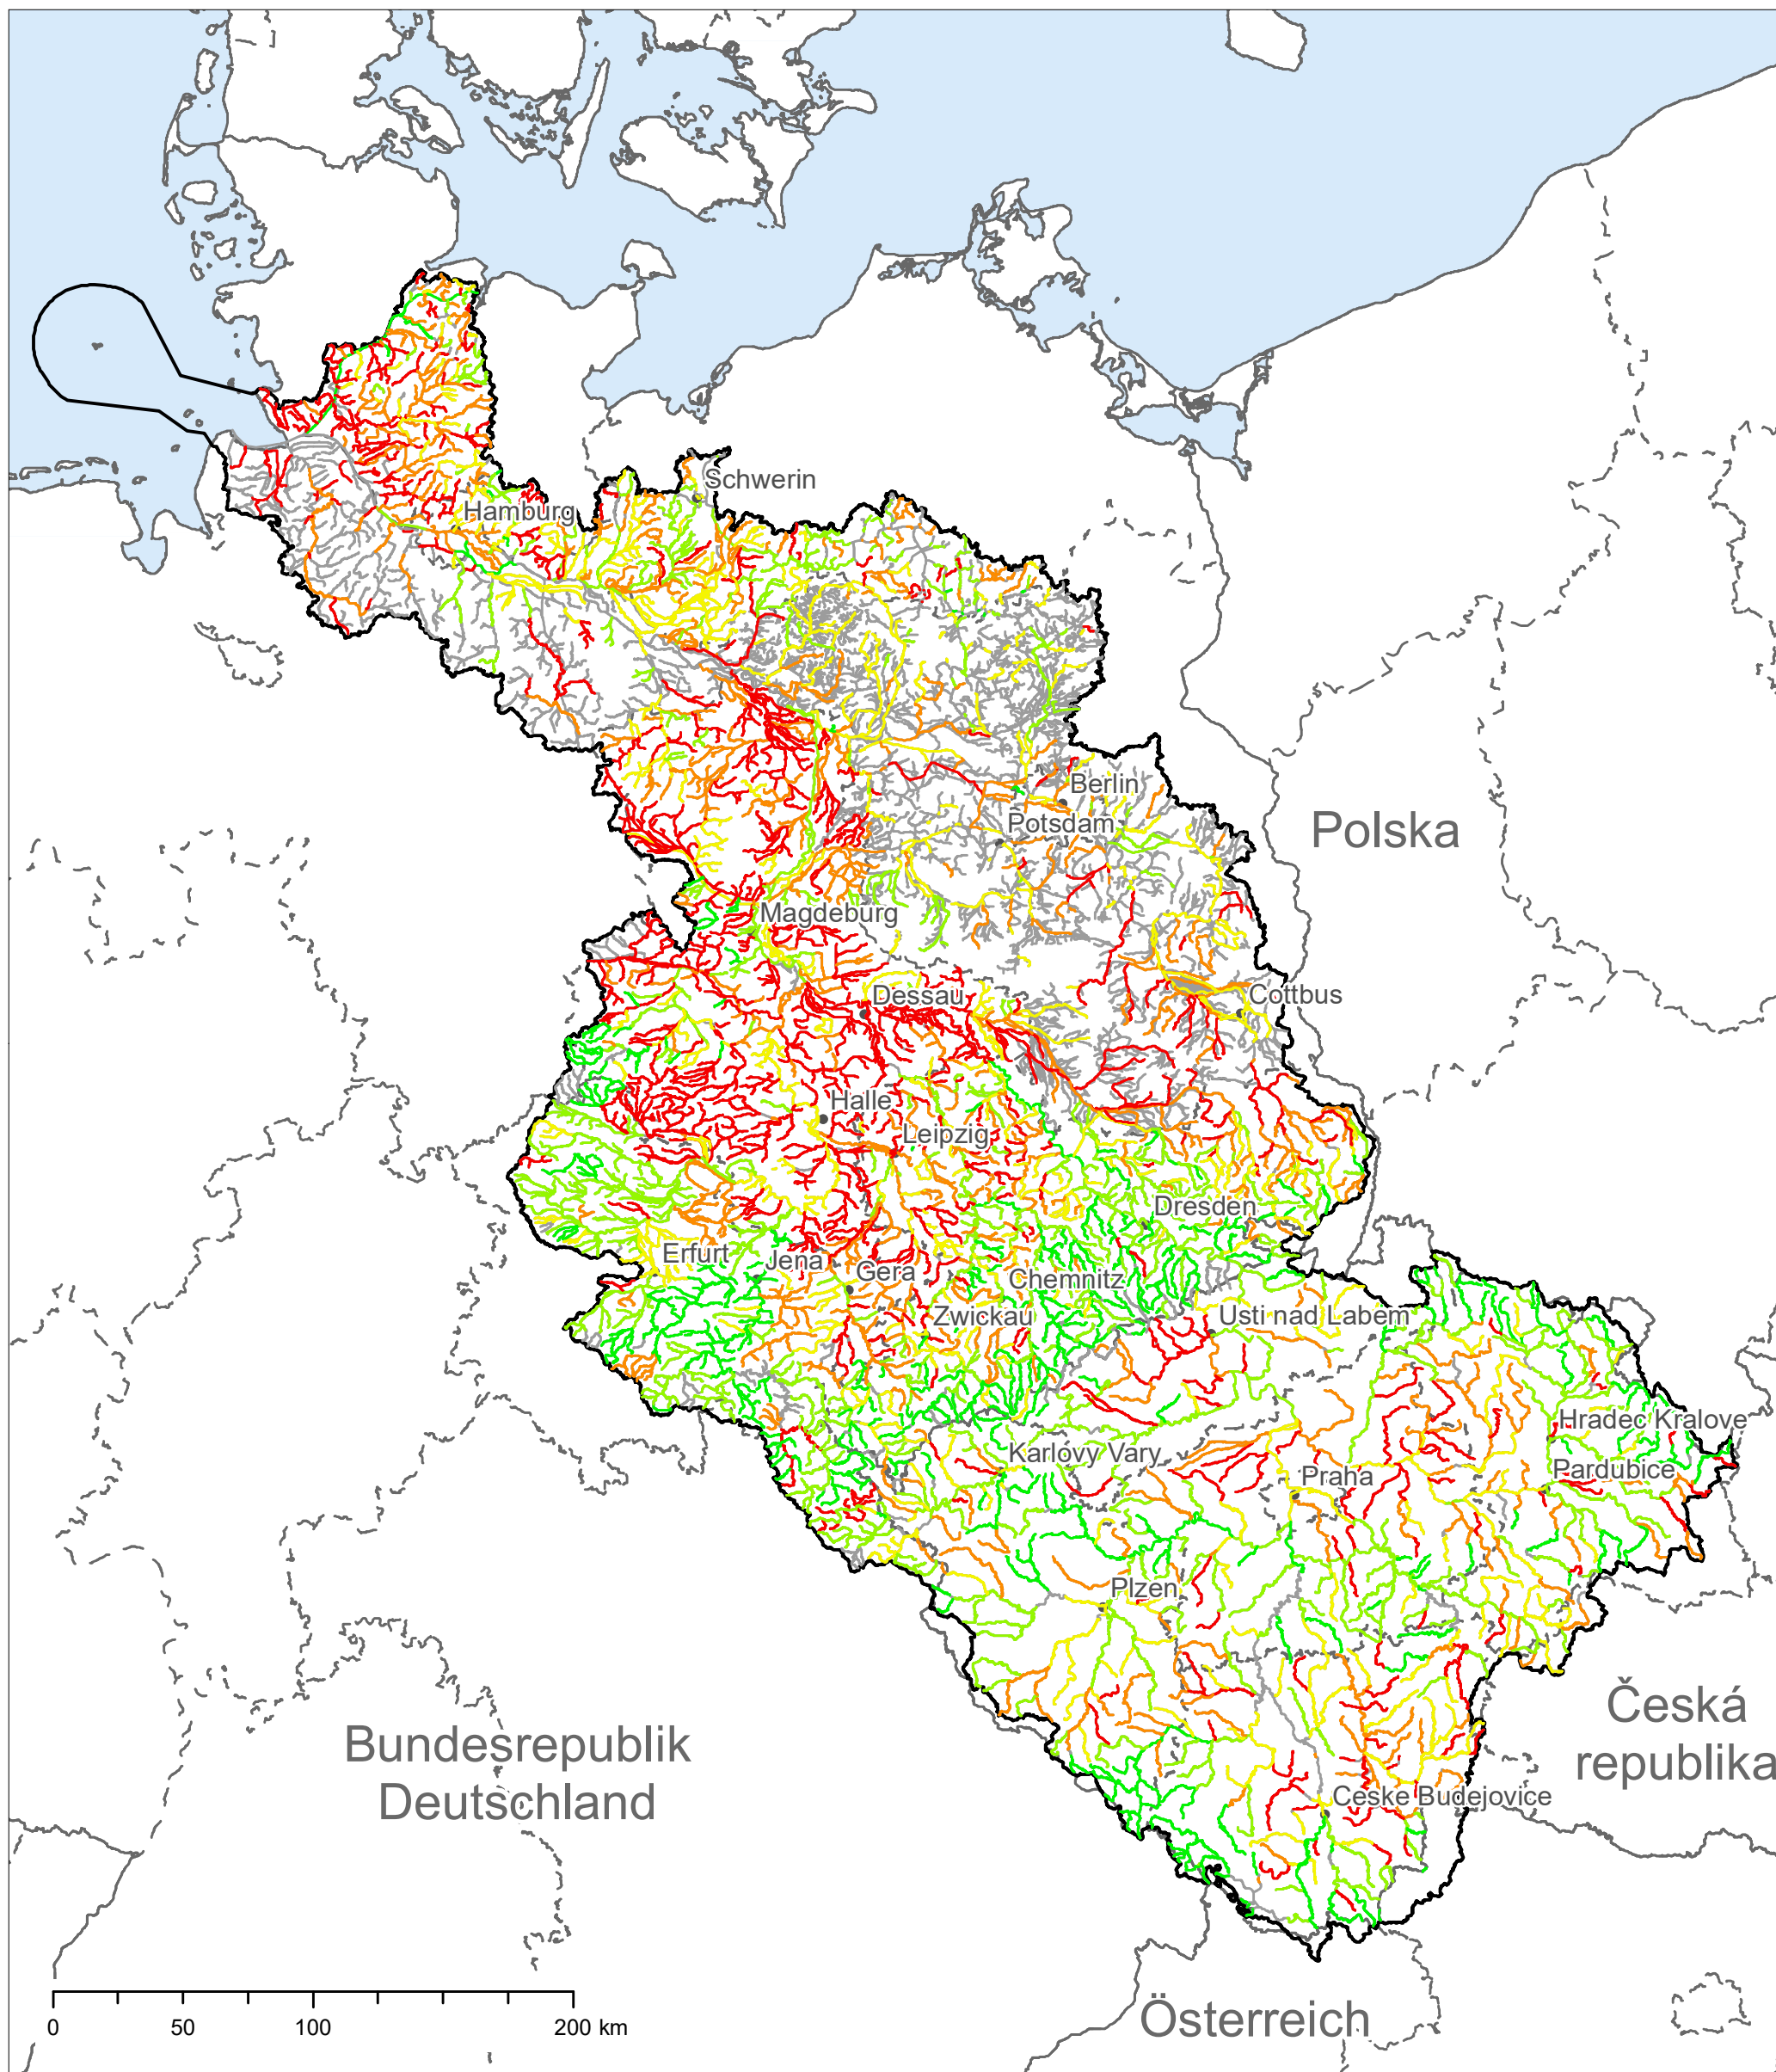 Schwerin
Hamburg
Berlin
Potsdam
Polska
Magdeburg
Dessau
Cottbus
Halle
Leipzig
Dresden
Erfurt
Jena
Gera
Chemnitz
Zwickau
Usti nad Labem
Hradec Kralove
Karlovy Vary
Praha
Pardubice
Plzen
Bundesrepublik
Deutschland
Česká
republika
Ceske Budejovice
Österreich
0 50 100 200 km